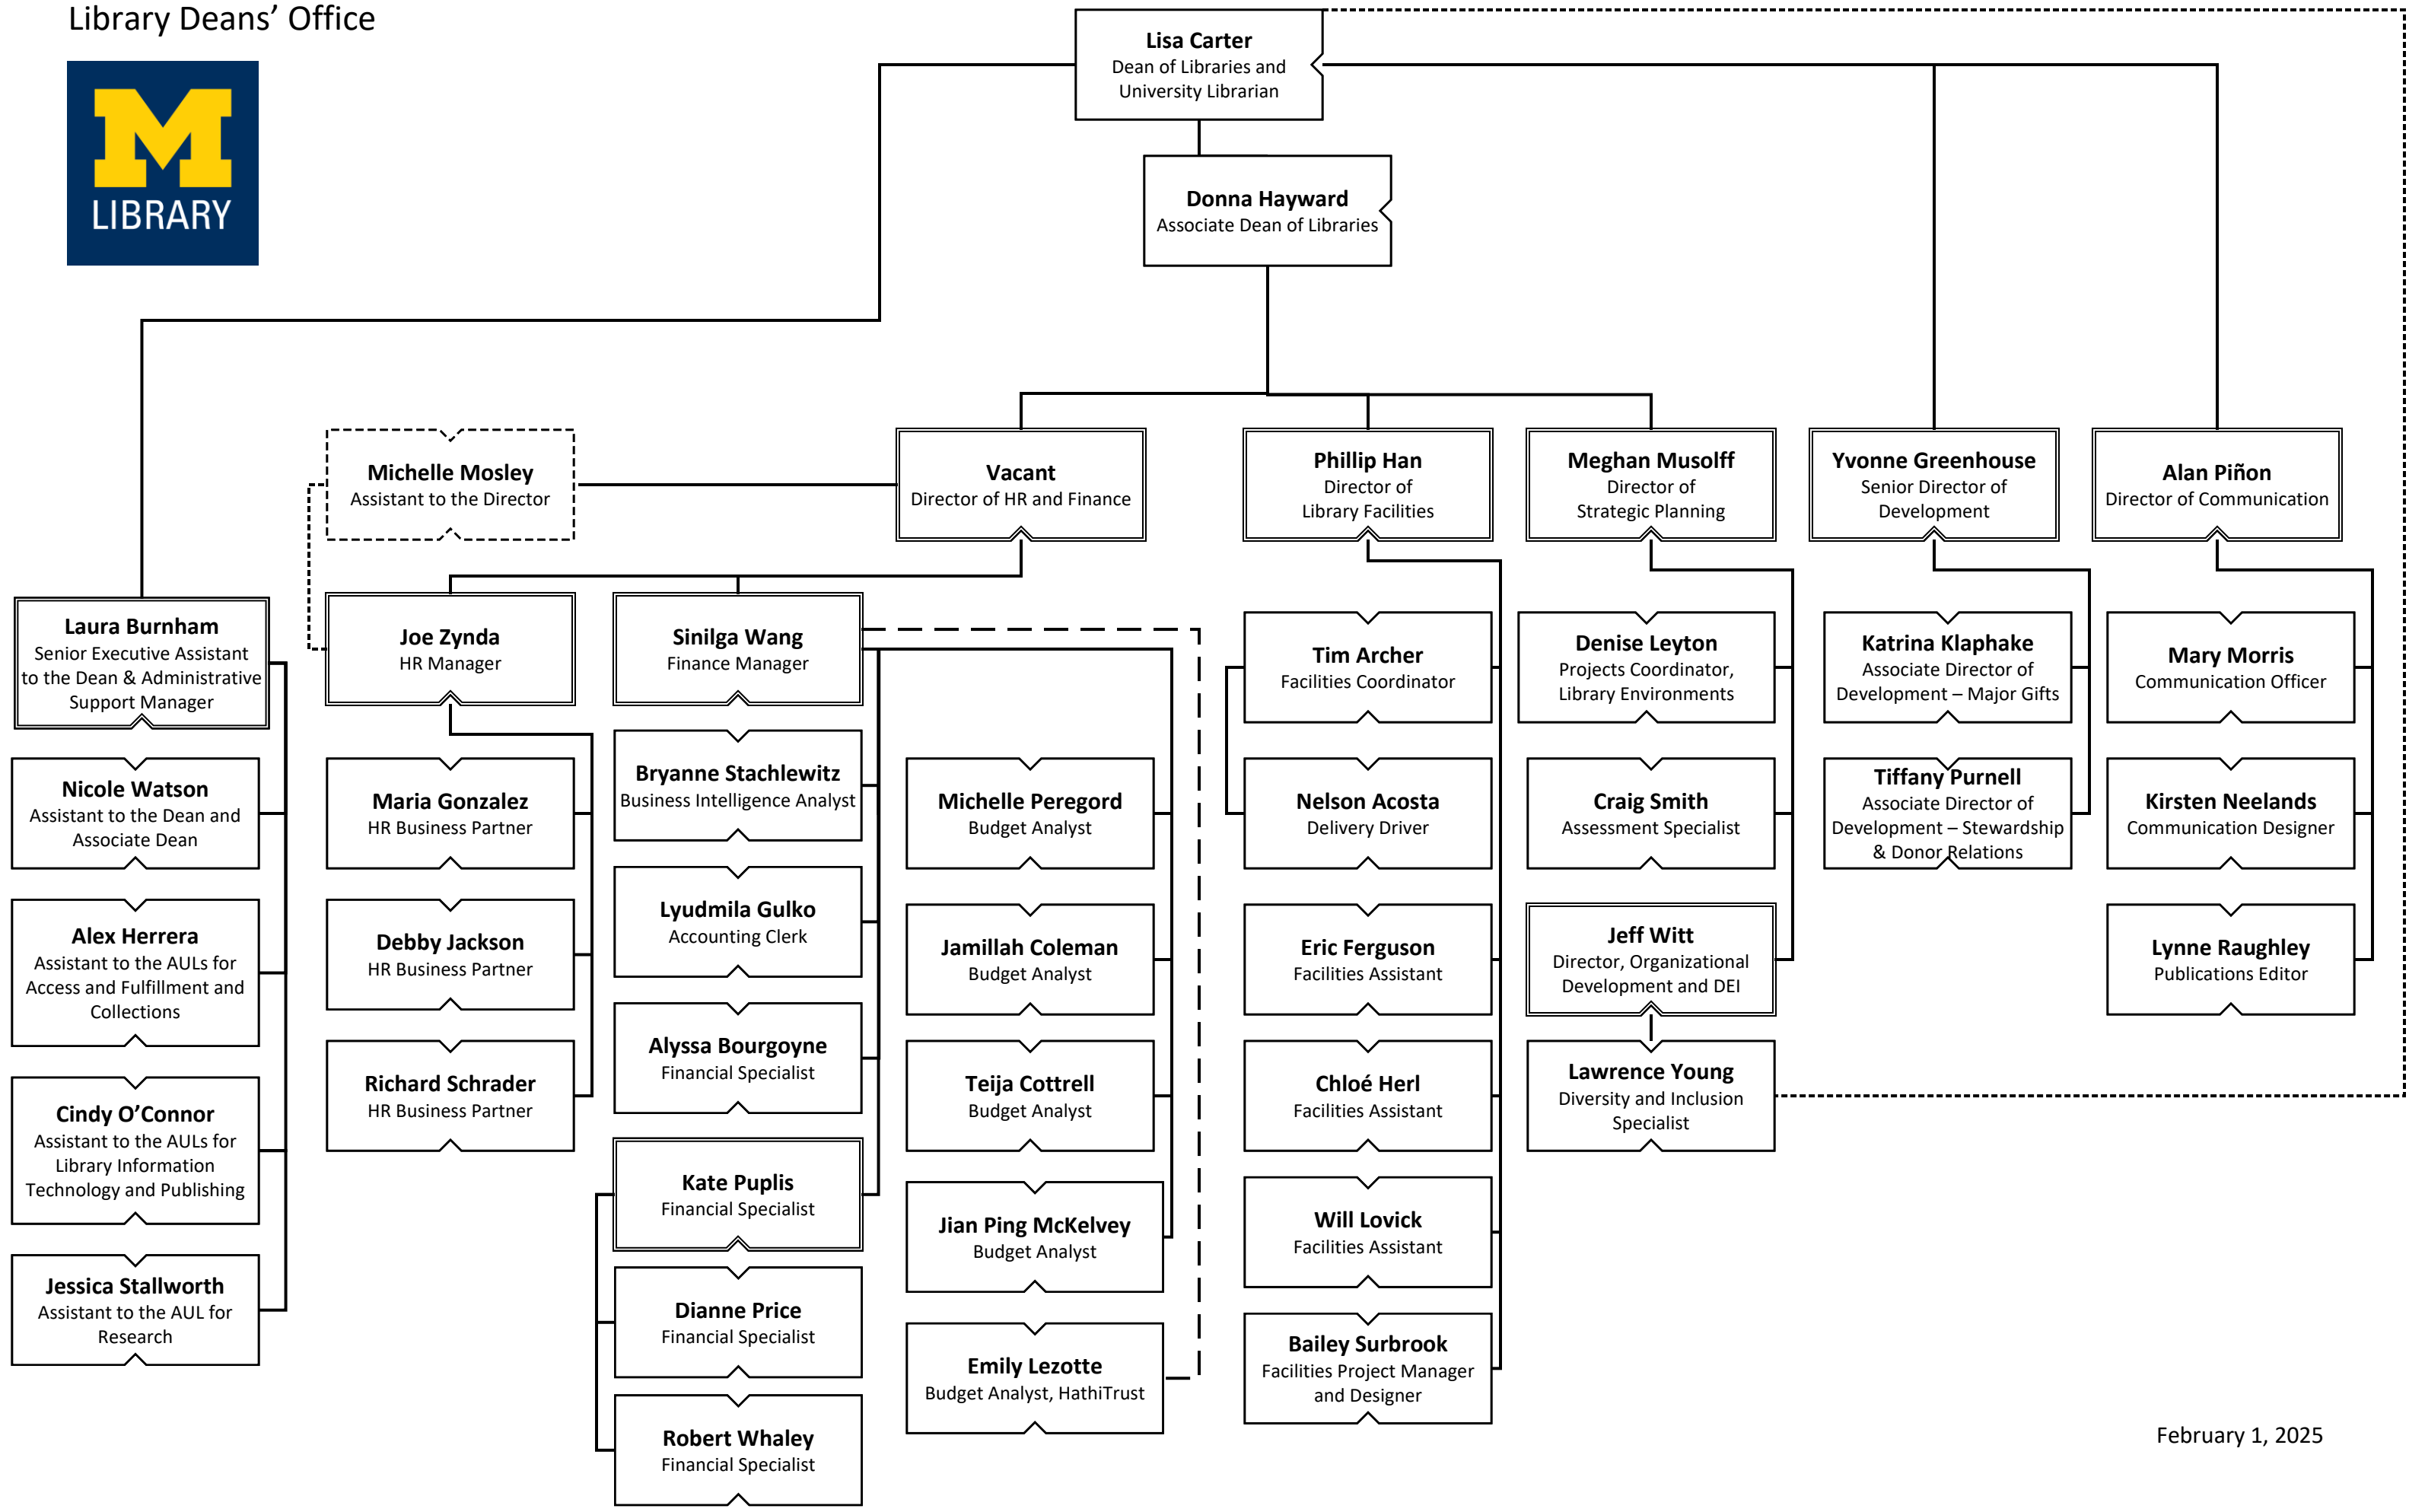 Library Deans’ Office
M
LIBRARY
Lisa Carter
Dean of Libraries and
University Librarian
Donna Hayward
Associate Dean of Libraries
Michelle Mosley
Assistant to the Director
Vacant
Director of HR and Finance
Phillip Han
Director of
Library Facilities
Meghan Musolff
Director of
Strategic Planning
Yvonne Greenhouse
Senior Director of
Development
Alan Piñon
Director of Communication
Laura Burnham
Senior Executive Assistant
to the Dean & Administrative
Support Manager
Nicole Watson
Assistant to the Dean and
Associate Dean
Alex Herrera
Assistant to the AULs for
Access and Fulfillment and
Collections
Cindy O’Connor
Assistant to the AULs for
Library Information
Technology and Publishing
Jessica Stallworth
Assistant to the AUL for
Research
Joe Zynda
HR Manager
Maria Gonzalez
HR Business Partner
Debby Jackson
HR Business Partner
Richard Schrader
HR Business Partner
Sinilga Wang
Finance Manager
Bryanne Stachlewitz
Business Intelligence Analyst
Lyudmila Gulko
Accounting Clerk
Alyssa Bourgoyne
Financial Specialist
Kate Puplis
Financial Specialist
Dianne Price
Financial Specialist
Robert Whaley
Financial Specialist
Michelle Peregord
Budget Analyst
Jamillah Coleman
Budget Analyst
Teija Cottrell
Budget Analyst
Jian Ping McKelvey
Budget Analyst
Emily Lezotte
Budget Analyst, HathiTrust
Tim Archer
Facilities Coordinator
Nelson Acosta
Delivery Driver
Eric Ferguson
Facilities Assistant
Chloé Herl
Facilities Assistant
Will Lovick
Facilities Assistant
Bailey Surbrook
Facilities Project Manager
and Designer
Denise Leyton
Projects Coordinator,
Library Environments
Craig Smith
Assessment Specialist
Jeff Witt
Director, Organizational
Development and DEI
Lawrence Young
Diversity and Inclusion
Specialist
Katrina Klaphake
Associate Director of
Development – Major Gifts
Tiffany Purnell
Associate Director of
Development – Stewardship
& Donor Relations
Mary Morris
Communication Officer
Kirsten Neelands
Communication Designer
Lynne Raughley
Publications Editor
February 1, 2025